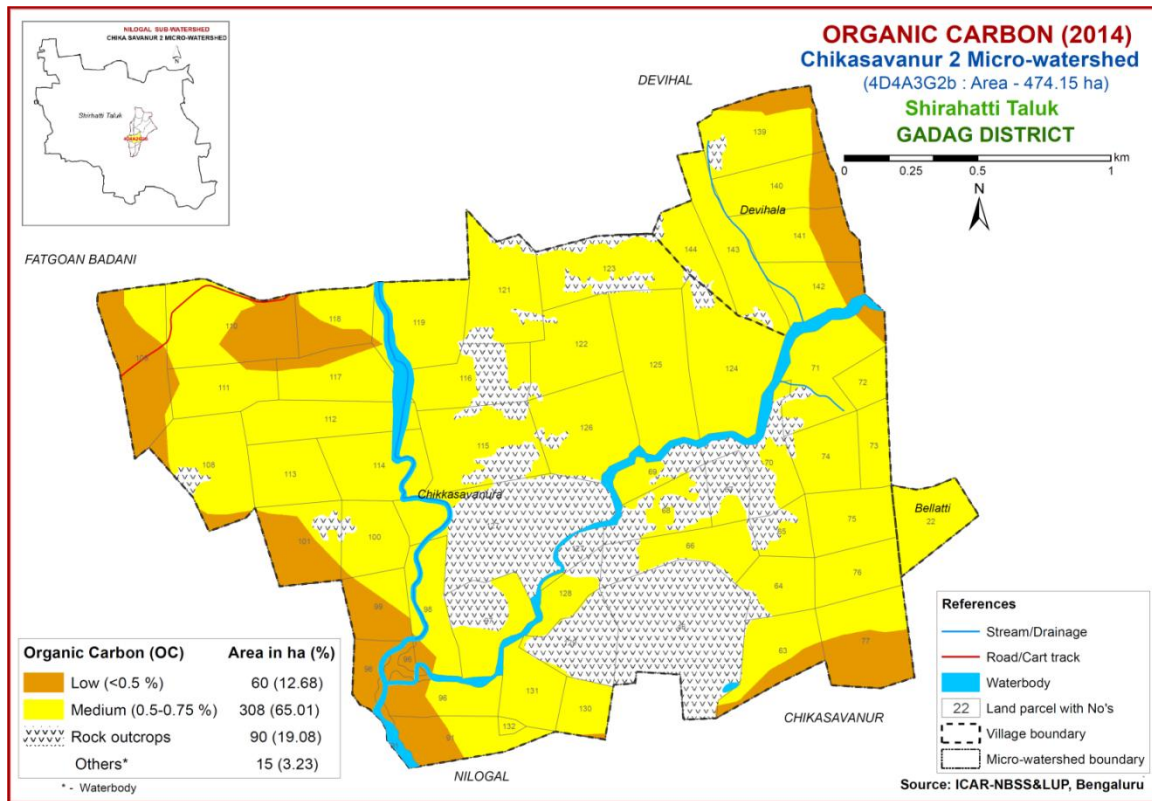 NILOGAL SUB-WATERSHED
CHIKA SAVANUR 2 MICRO-WATERSHED
Shirhatti Taluk
ORGANIC CARBON (2014)
Chikasavanur 2 Micro-watershed
(4D4A3G2b : Area - 474.15 ha)
Shirahatti Taluk
GADAG DISTRICT
km
0 0.25 0.5 1
N
DEVIHAL
FATGOAN BADANI
139
140
Devihala
141
144 143
123
142
121
110 118 119
122
125 124 71
109
72
111 117 116
112
126
115
74 73
108 113 114
69 70
Chikkasavanura
Bellatti
22
68
75
101 100
66
76
64
128
99 98
77
63
96
131
130
132
91
CHIKASAVANUR
NILOGAL
Organic Carbon (OC) Area in ha (%)
Low (<0.5 %) 60 (12.68)
Medium (0.5-0.75 %) 308 (65.01)
Rock outcrops 90 (19.08)
Others* 15 (3.23)
* - Waterbody
References
Stream/Drainage
Road/Cart track
Waterbody
22 Land parcel with No's
Village boundary
Micro-watershed boundary
Source: ICAR-NBSS&LUP, Bengaluru